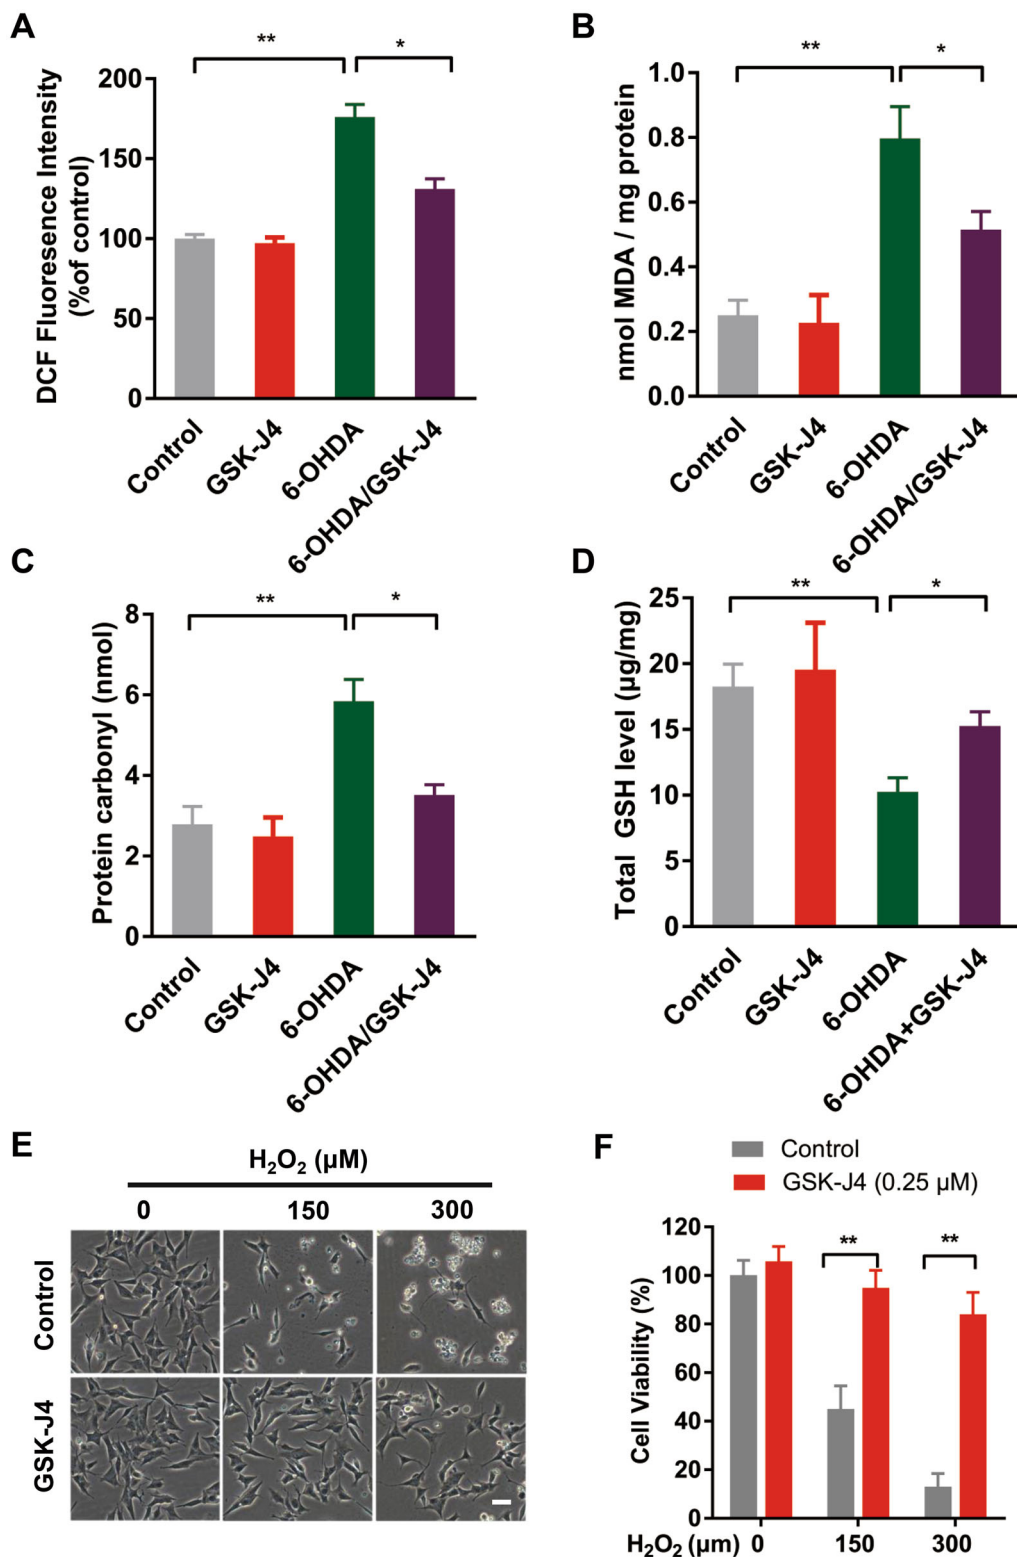 A
** *
DCF Fluoresence Intensity
(%of control)
200
150
100
50
0
Control
GSK-J4
6-OHDA
6-OHDA/GSK-J4
B
** *
nmol MDA / mg protein
1.0
0.8
0.6
0.4
0.2
0.0
Control
GSK-J4
6-OHDA
6-OHDA/GSK-J4
C
** *
Protein carbonyl (nmol)
8
6
4
2
0
Control
GSK-J4
6-OHDA
6-OHDA/GSK-J4
D
** *
Total GSH level (µg/mg)
25
20
15
10
5
0
Control
GSK-J4
6-OHDA
6-OHDA+GSK-J4
E
H₂O₂ (µM)
0 150 300
Control
GSK-J4
F
Control
GSK-J4 (0.25 µM)
** **
Cell Viability (%)
120
100
80
60
40
20
0
H₂O₂ (µm) 0 150 300